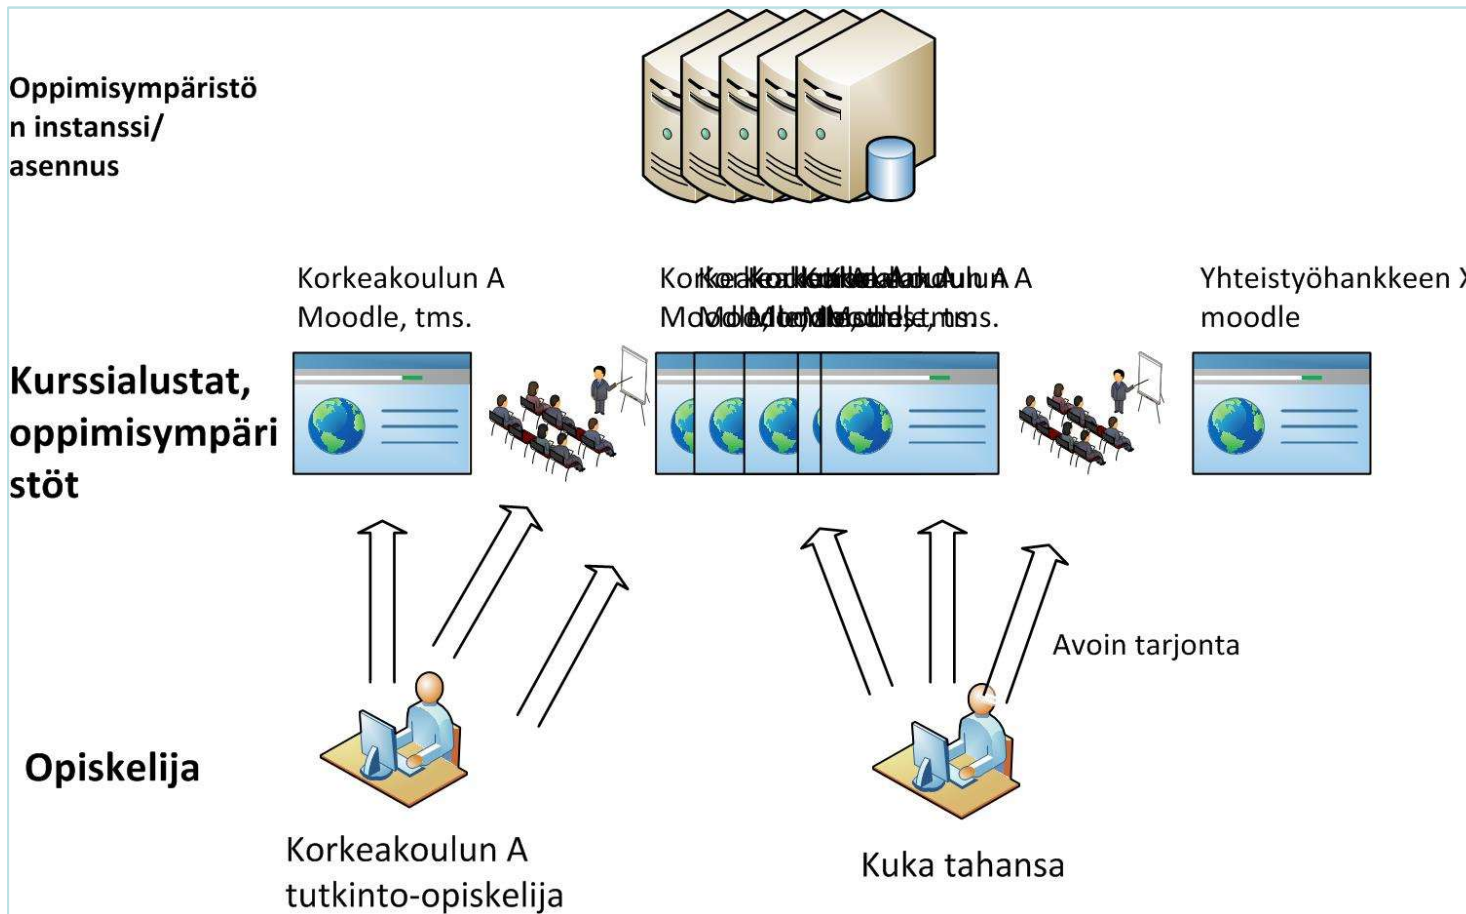 Oppimisympäristö
n instanssi/
asennus
Korkeakoulun A
Moodle, tms.
Yhteistyöhankkeen X
moodle
Kurssialustat,
oppimisympäri
stöt
Avoin tarjonta
Opiskelija
Korkeakoulun A
tutkinto-opiskelija
Kuka tahansa